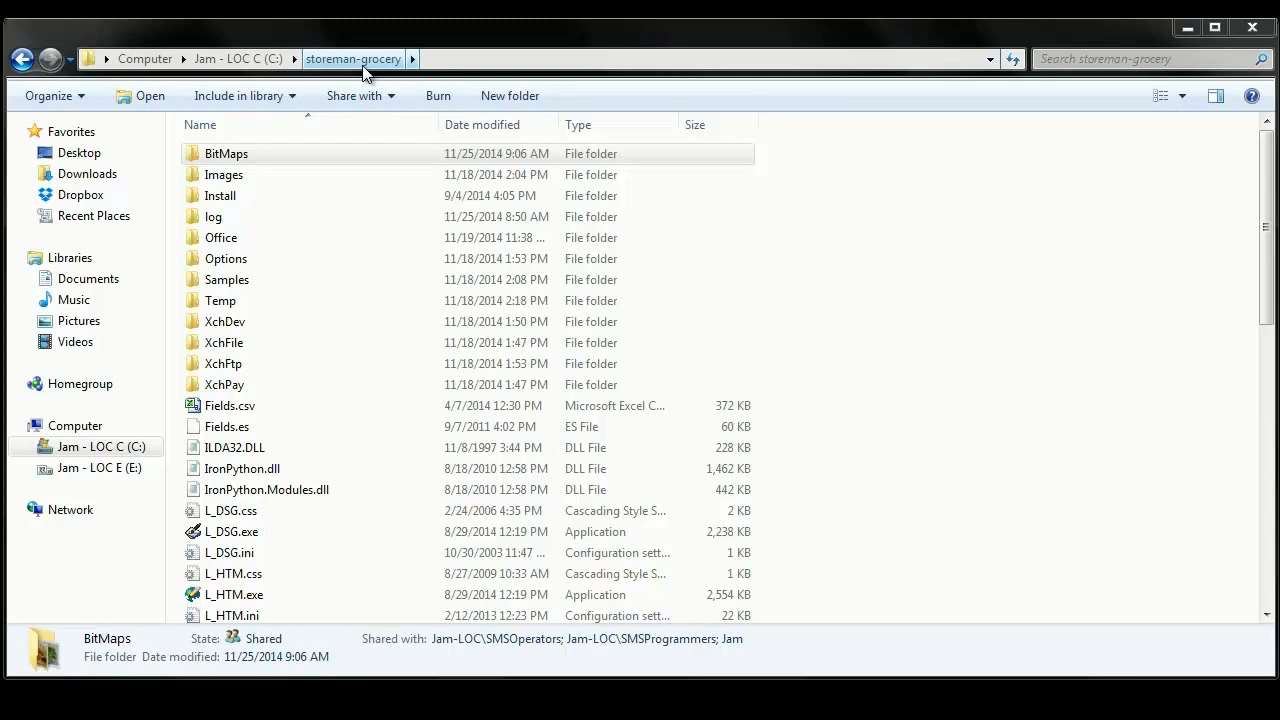 Computer Jam - LOC C (C:) storeman-grocery Search storeman-grocery
Organize Open Include in library Share with Burn New folder
Name Date modified Type Size
Favorites
Desktop
Downloads
Dropbox
Recent Places
Libraries
Documents
Music
Pictures
Videos
Homegroup
Computer
Jam - LOC C (C:)
Jam - LOC E (E:)
Network
BitMaps 11/25/2014 9:06 AM File folder
Images 11/18/2014 2:04 PM File folder
Install 9/4/2014 4:05 PM File folder
log 11/25/2014 8:50 AM File folder
Office 11/19/2014 11:38 ... File folder
Options 11/18/2014 1:53 PM File folder
Samples 11/18/2014 2:08 PM File folder
Temp 11/18/2014 2:18 PM File folder
XchDev 11/18/2014 1:50 PM File folder
XchFile 11/18/2014 1:47 PM File folder
XchFtp 11/18/2014 1:53 PM File folder
XchPay 11/18/2014 1:47 PM File folder
Fields.csv 4/7/2014 12:30 PM Microsoft Excel C... 372 KB
Fields.es 9/7/2011 4:02 PM ES File 60 KB
ILDA32.DLL 11/8/1997 3:44 PM DLL File 228 KB
IronPython.dll 8/18/2010 12:58 PM DLL File 1,462 KB
IronPython.Modules.dll 8/18/2010 12:58 PM DLL File 442 KB
L_DSG.css 2/24/2006 4:35 PM Cascading Style S... 2 KB
L_DSG.exe 8/29/2014 12:19 PM Application 2,238 KB
L_DSG.ini 10/30/2003 11:47 ... Configuration sett... 1 KB
L_HTM.css 8/27/2009 10:33 AM Cascading Style S... 1 KB
L_HTM.exe 8/29/2014 12:19 PM Application 2,554 KB
L_HTM.ini 2/12/2013 12:23 PM Configuration sett... 22 KB
BitMaps State: Shared Shared with: Jam-LOC\SMSOperators; Jam-LOC\SMSProgrammers; Jam
File folder Date modified: 11/25/2014 9:06 AM